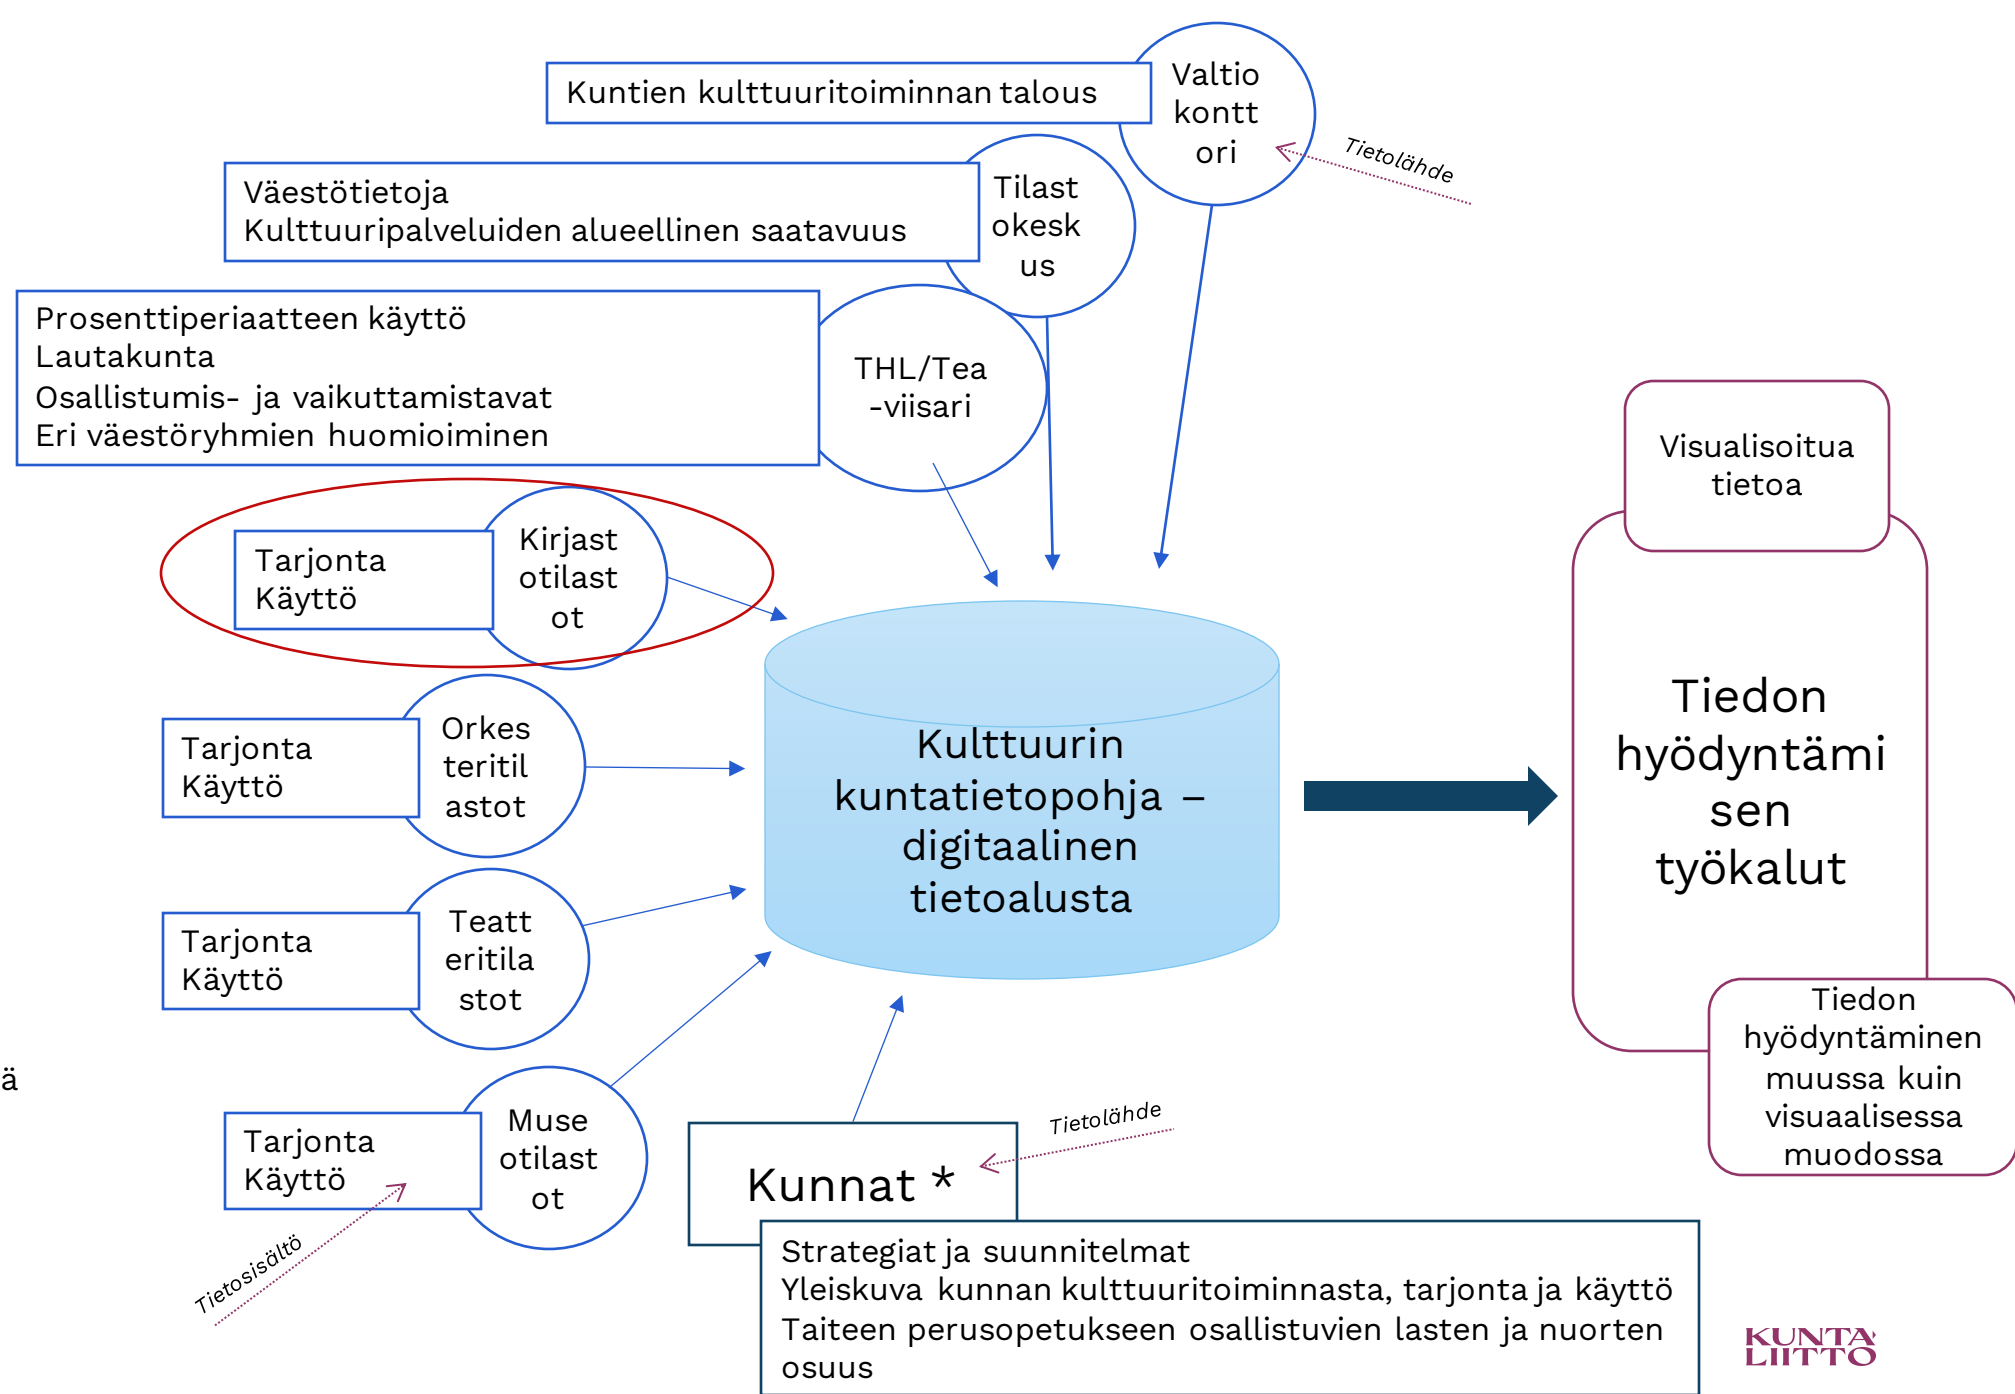 Kuntien kulttuuritoiminnan talous
Valtio
kontt
ori
Tietolähde
Väestötietoja
Kulttuuripalveluiden alueellinen saatavuus
Tilast
okesk
us
Prosenttiperiaatteen käyttö
Lautakunta
Osallistumis- ja vaikuttamistavat
Eri väestöryhmien huomioiminen
THL/Tea
-viisari
Tarjonta
Käyttö
Kirjast
otilast
ot
Tarjonta
Käyttö
Orkes
teritil
astot
Tarjonta
Käyttö
Teatt
eritila
stot
ä
Tarjonta
Käyttö
Muse
otilast
ot
Tietosisältö
Kulttuurin
kuntatietopohja –
digitaalinen
tietoalusta
Kunnat *
Tietolähde
Strategiat ja suunnitelmat
Yleiskuva kunnan kulttuuritoiminnasta, tarjonta ja käyttö
Taiteen perusopetukseen osallistuvien lasten ja nuorten
osuus
Visualisoitua
tietoa
Tiedon
hyödyntämi
sen
työkalut
Tiedon
hyödyntäminen
muussa kuin
visuaalisessa
muodossa
KUNTA
LIITTO